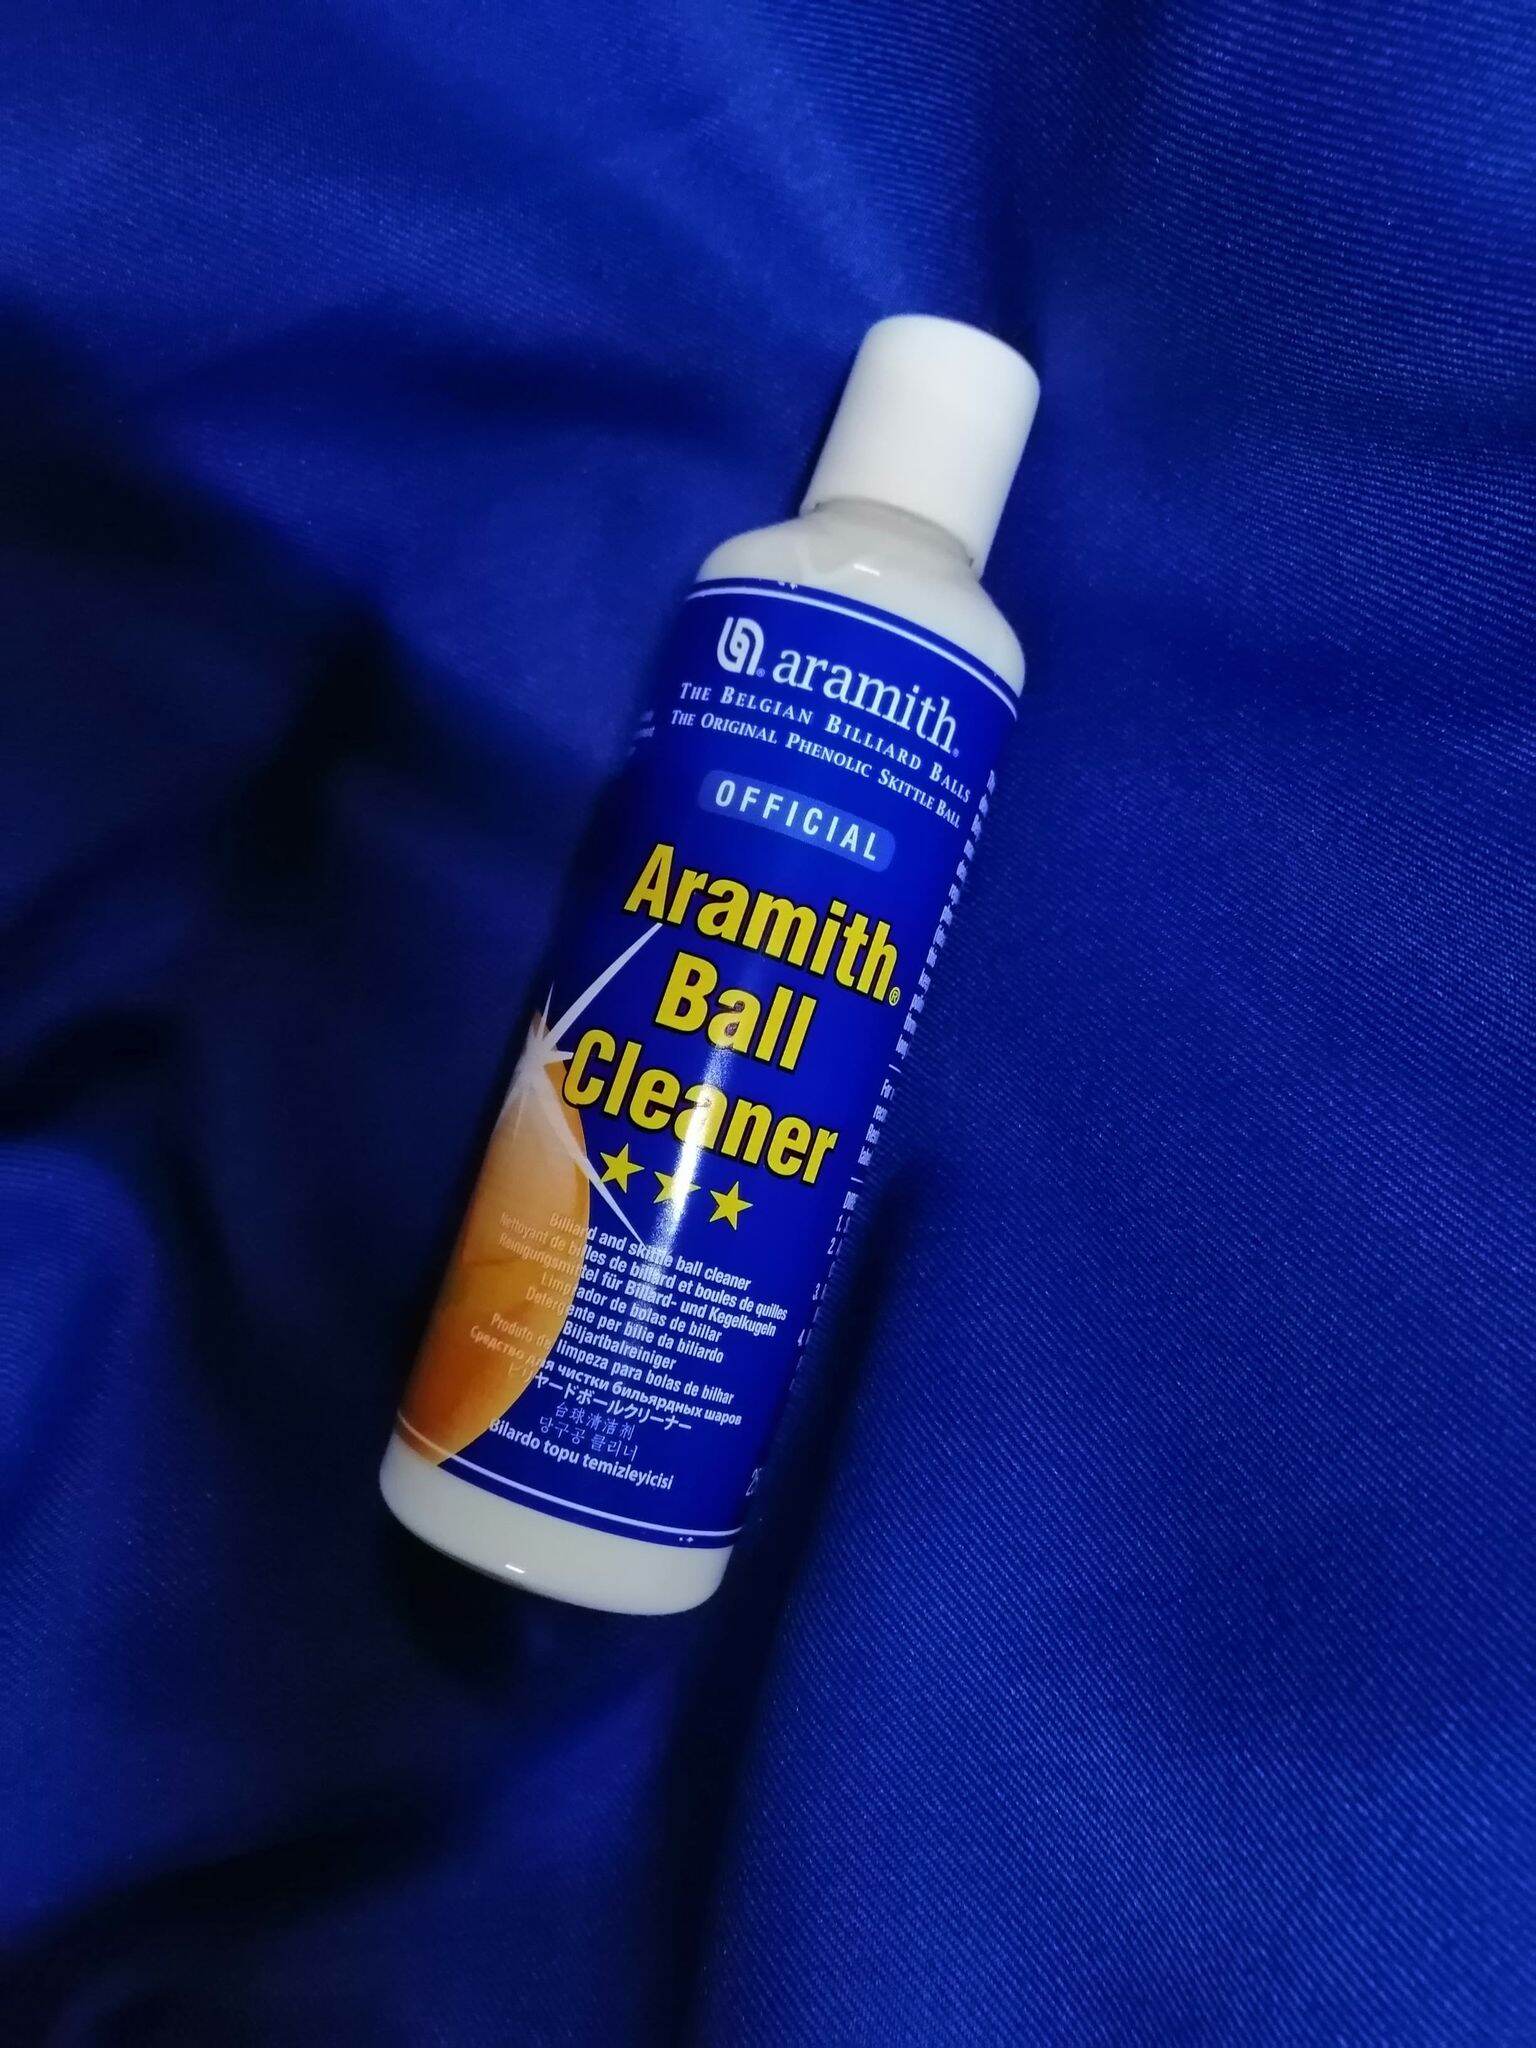 aramith®
The Belgian Billiard Balls
The Original Phenolic Skittle Ball
OFFICIAL
Aramith®
Ball
Cleaner
Billiard and skittle ball cleaner
Nettoyant de billes de billard et boules de quilles
Reinigungsmittel für Billard- und Kegelkugeln
Limpiador de bolas de billar
Detergente per bilie da biliardo
Biljartbalreiniger
Produto de limpeza para bolas de bilhar
Средство для чистки бильярдных шаров
ビリヤードボールクリーナー
台球清洁剂
당구공 클리너
Bilardo topu temizleyicisi